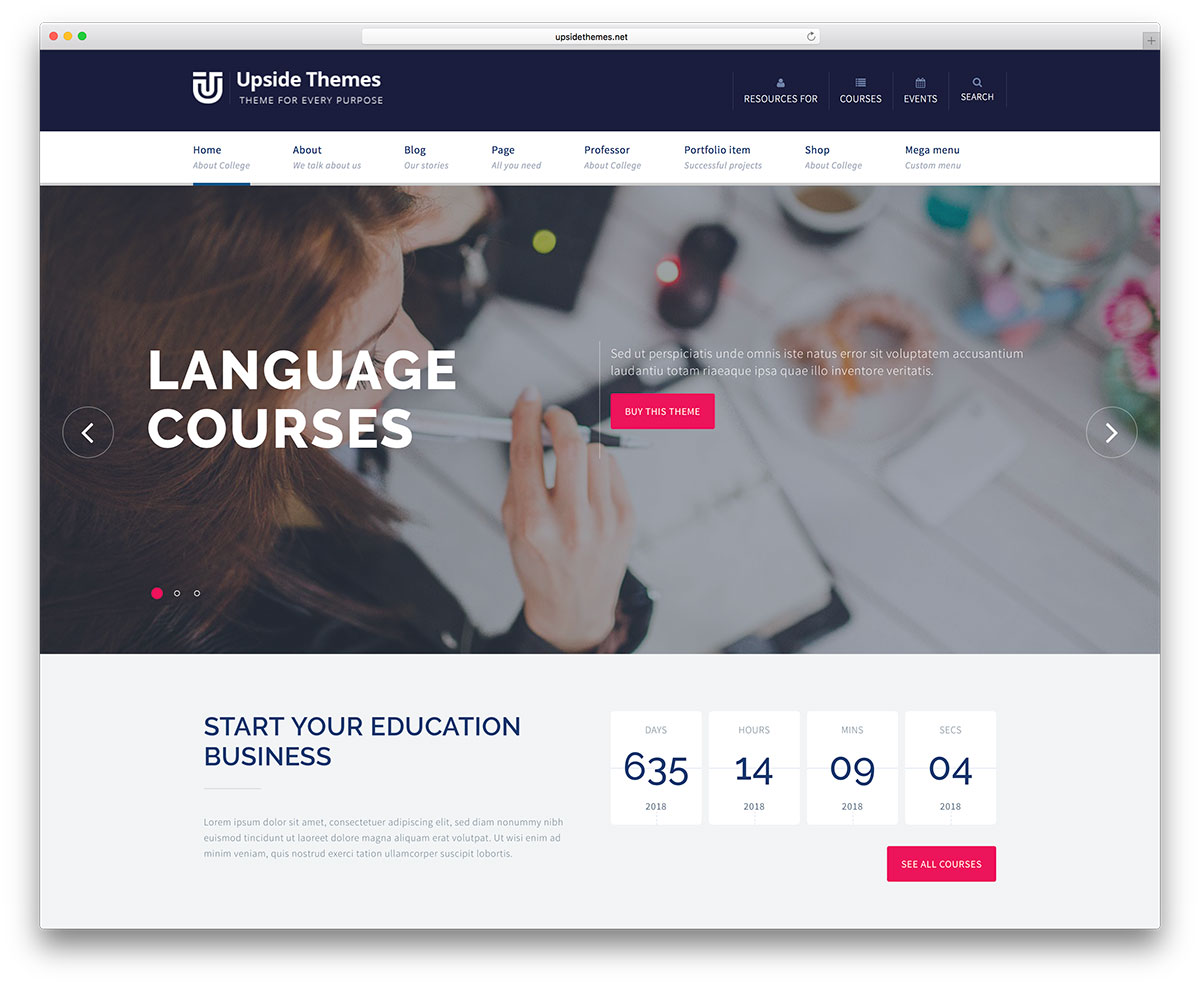 upsidethemes.net
Upside Themes
THEME FOR EVERY PURPOSE
RESOURCES FOR
COURSES
EVENTS
SEARCH
Home
About College
About
We talk about us
Blog
Our stories
Page
All you need
Professor
About College
Portfolio item
Successful projects
Shop
About College
Mega menu
Custom menu
LANGUAGE
COURSES
Sed ut perspiciatis unde omnis iste natus error sit voluptatem accusantium
laudantiu totam riaeaque ipsa quae illo inventore veritatis.
BUY THIS THEME
START YOUR EDUCATION
BUSINESS
Lorem ipsum dolor sit amet, consectetuer adipiscing elit, sed diam nonummy nibh
euismod tincidunt ut laoreet dolore magna aliquam erat volutpat. Ut wisi enim ad
minim veniam, quis nostrud exerci tation ullamcorper suscipit lobortis.
DAYS
635
2018
HOURS
14
2018
MINS
09
2018
SECS
04
2018
SEE ALL COURSES